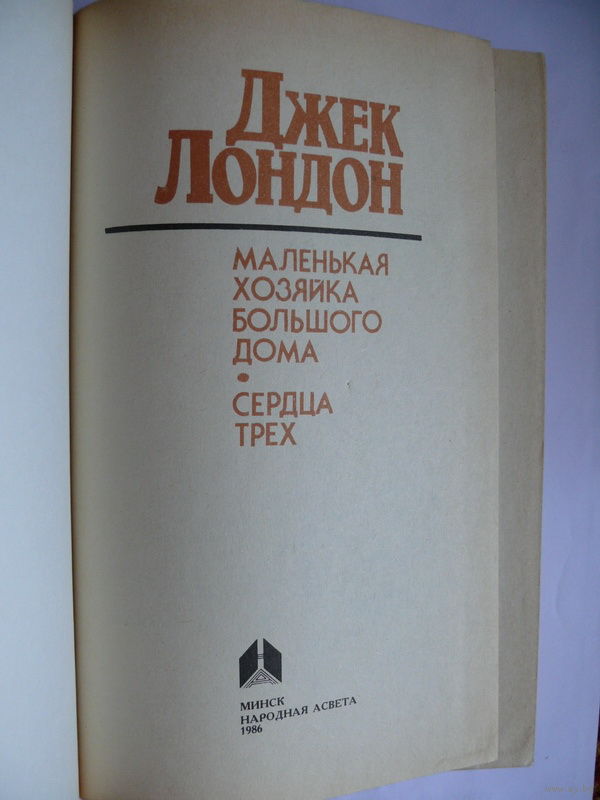 ДЖЕК
ЛОНДОН
МАЛЕНЬКАЯ
ХОЗЯЙКА
БОЛЬШОГО
ДОМА
•
СЕРДЦА
ТРЕХ
МИНСК
НАРОДНАЯ АСВЕТА
1986